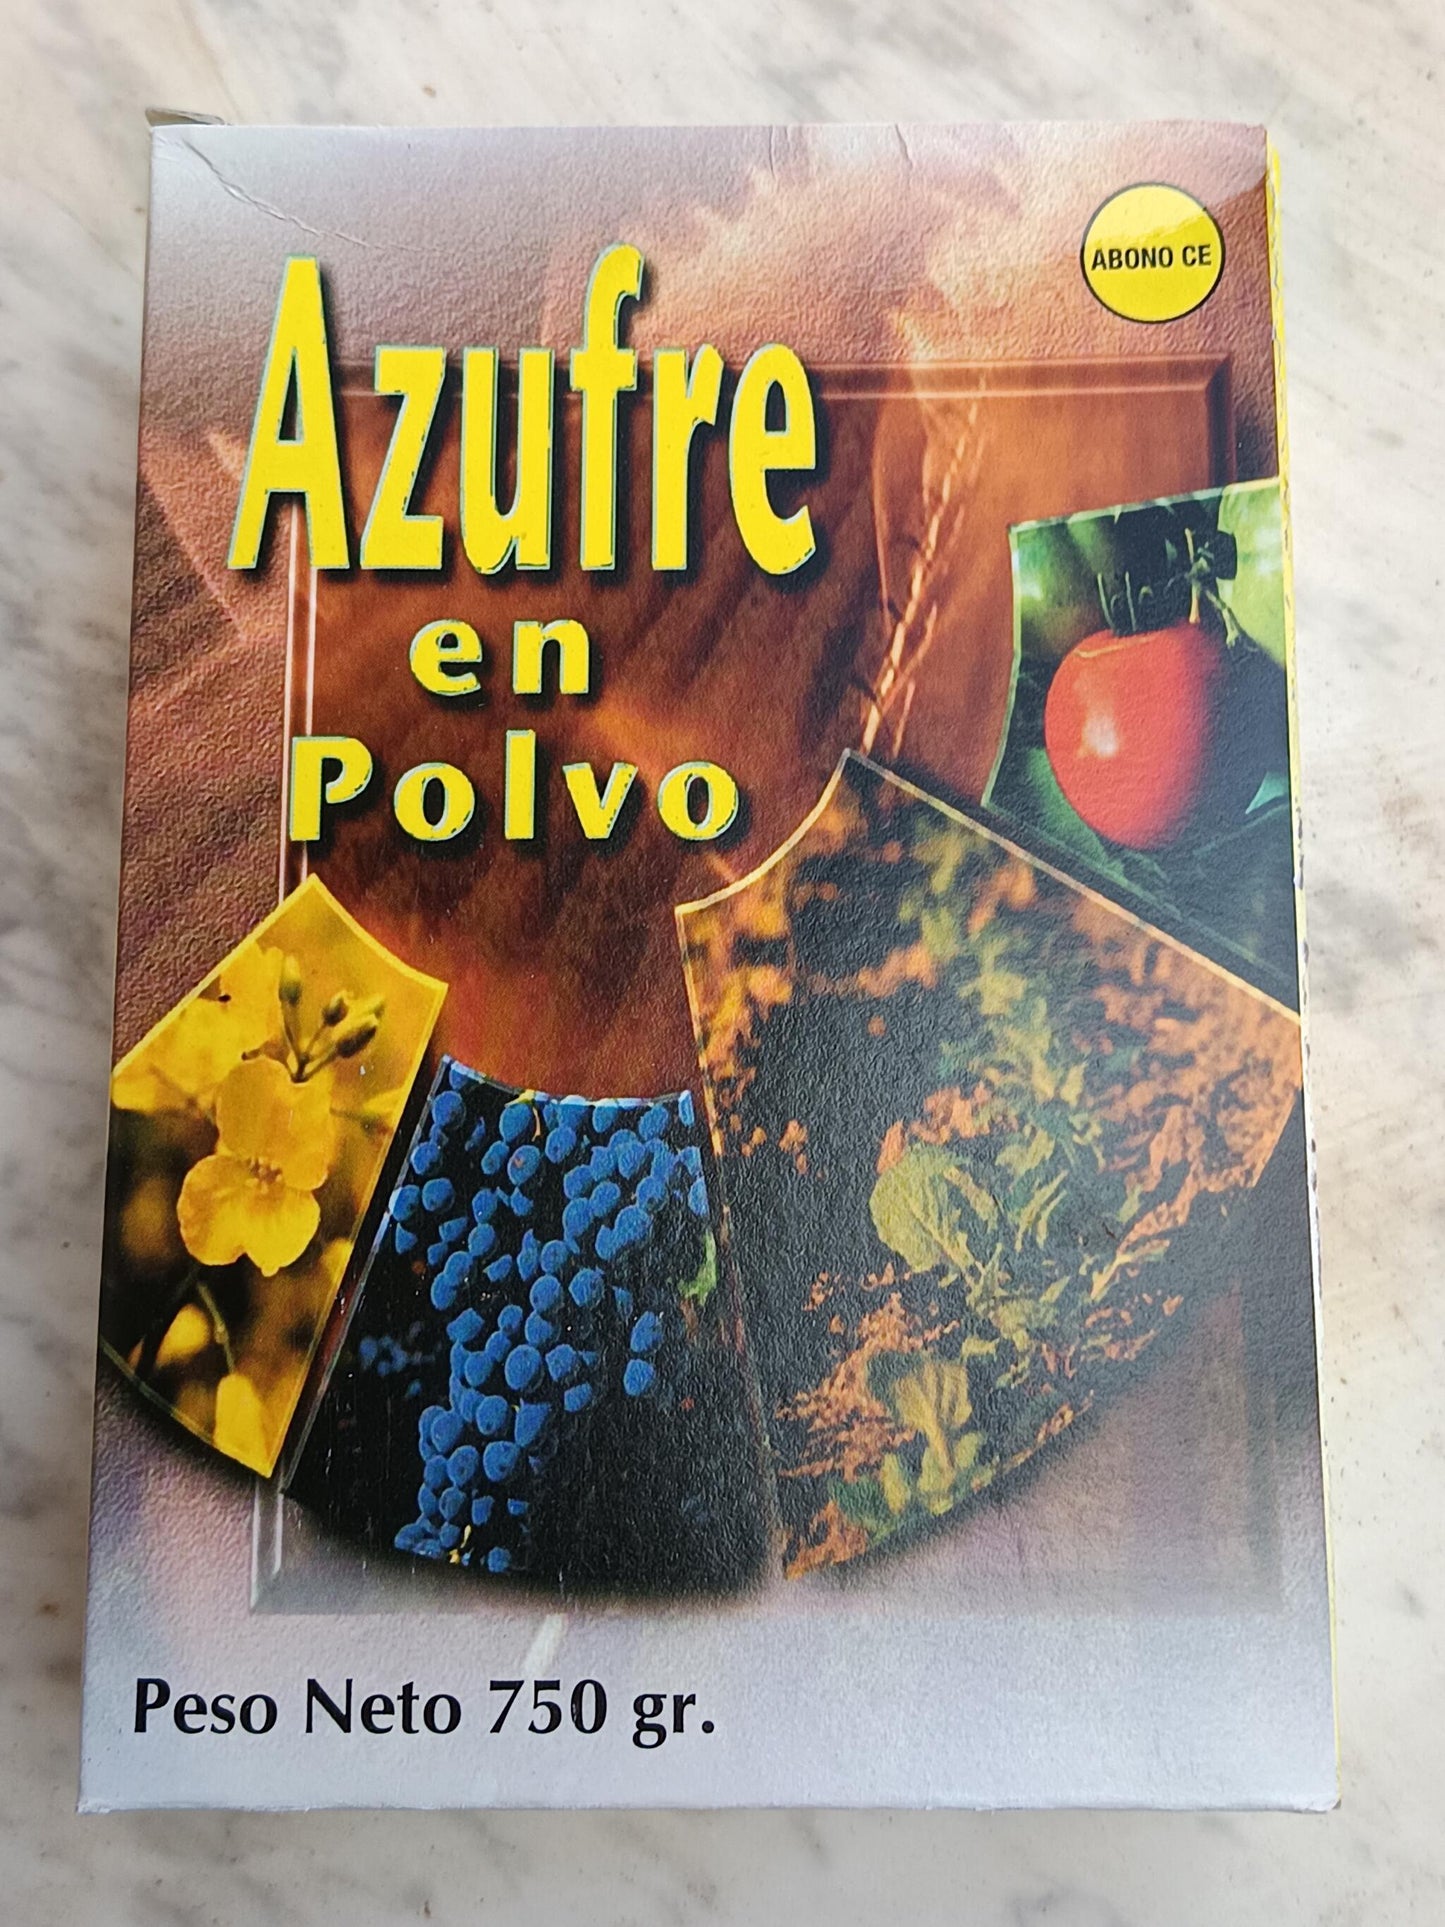 ABONO CE
Azufre
en
Polvo
Peso Neto 750 gr.